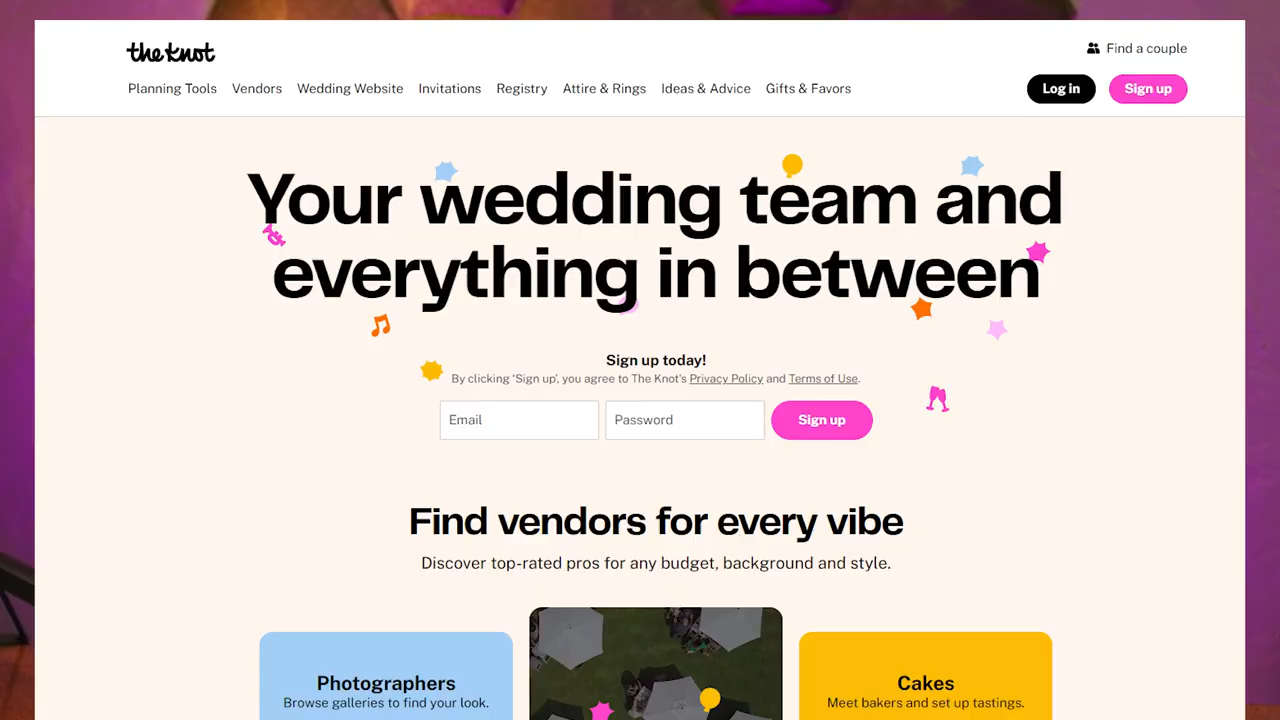 the knot
Find a couple
Planning Tools Vendors Wedding Website Invitations Registry Attire & Rings Ideas & Advice Gifts & Favors
Log in Sign up
Your wedding team and
everything in between
Sign up today!
By clicking ‘Sign up’, you agree to The Knot's Privacy Policy and Terms of Use.
Email Password Sign up
Find vendors for every vibe
Discover top-rated pros for any budget, background and style.
Photographers
Browse galleries to find your look.
Cakes
Meet bakers and set up tastings.